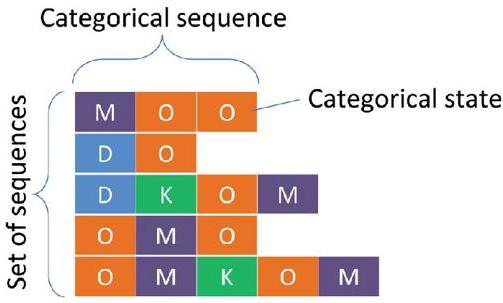 Categorical sequence
Categorical state
Set of sequences
M O O
D O
D K O M
O M O
O M K O M